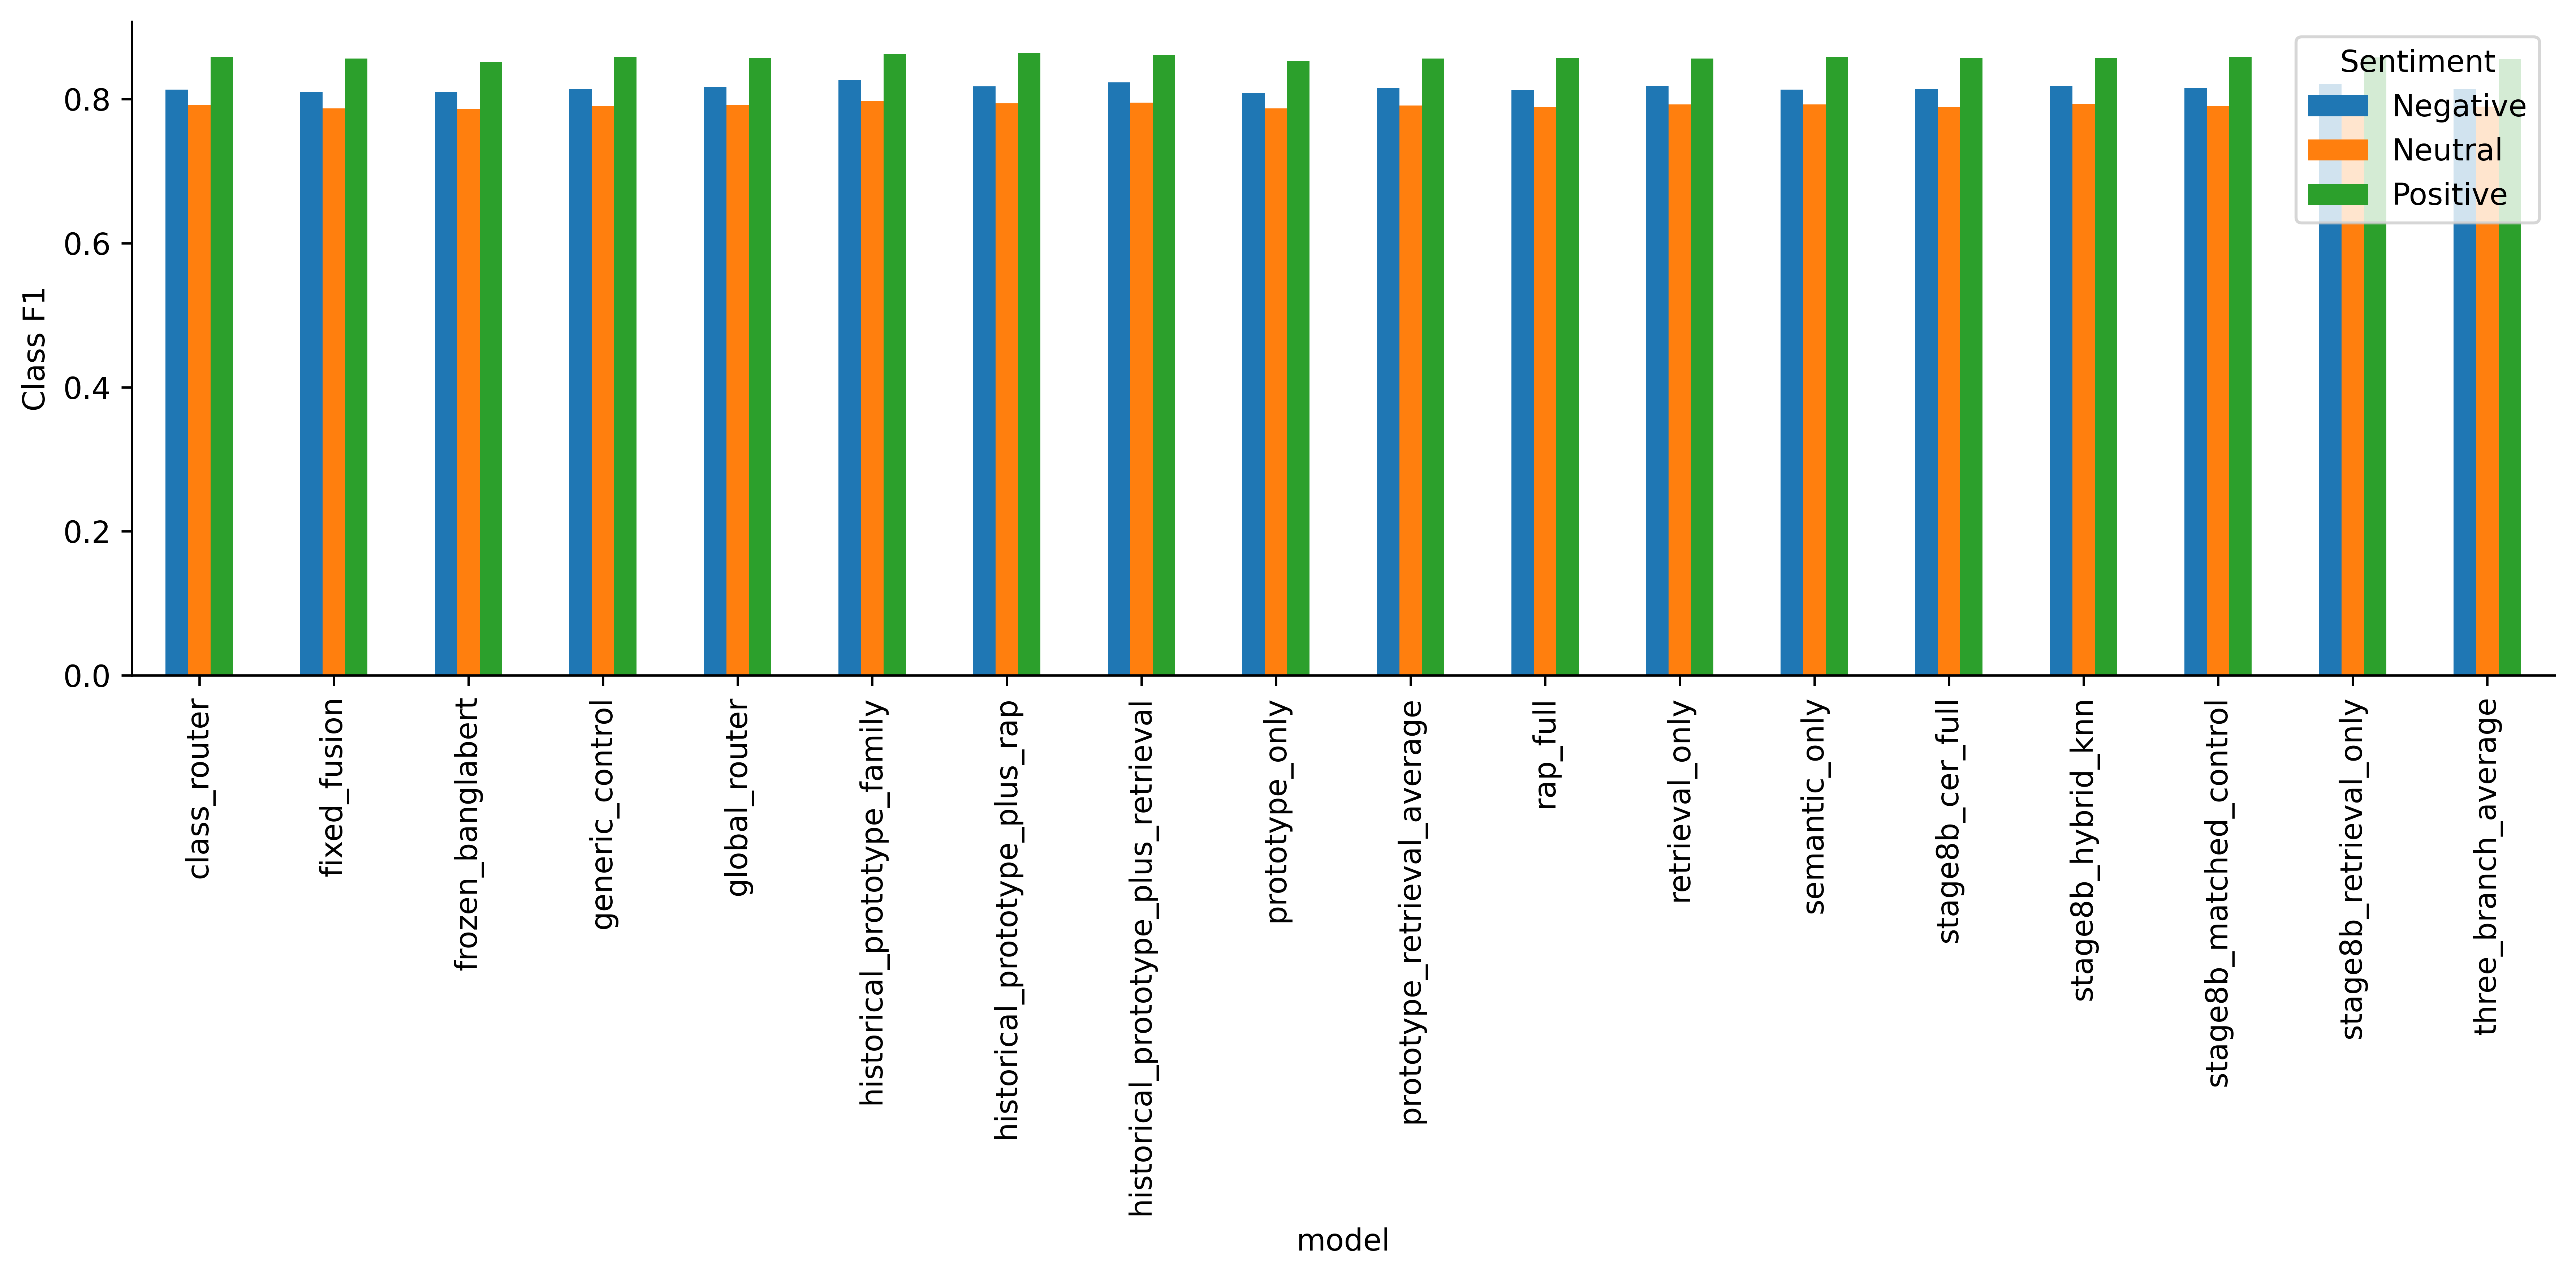 Sentiment
Negative
Neutral
Positive
Class F1
0.8
0.6
0.4
0.2
0.0
class_router
fixed_fusion
frozen_banglabert
generic_control
global_router
historical_prototype_family
historical_prototype_plus_rap
historical_prototype_plus_retrieval
prototype_only
prototype_retrieval_average
rap_full
retrieval_only
semantic_only
stage8b_cer_full
stage8b_hybrid_knn
stage8b_matched_control
stage8b_retrieval_only
three_branch_average
model